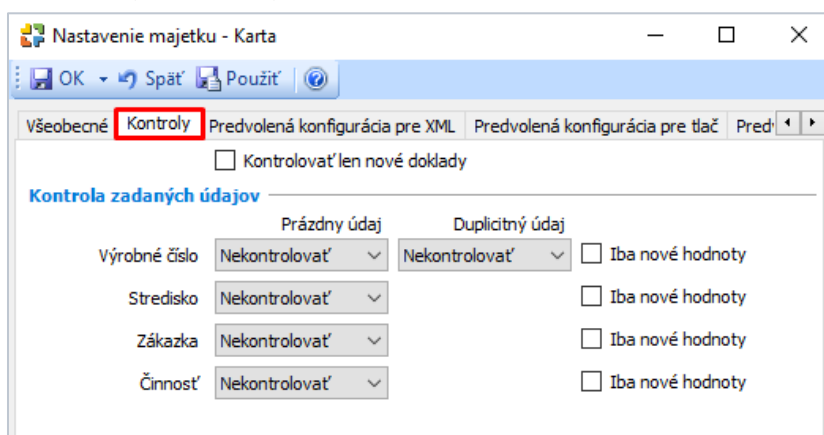 Nastavenie majetku - Karta
OK Späť Použiť
Všeobecné Kontroly Predvolená konfigurácia pre XML Predvolená konfigurácia pre tlač Pred
Kontrolovať len nové doklady
Kontrola zadaných údajov
Prázdny údaj Duplicitný údaj
Výrobné číslo Nekontrolovať Nekontrolovať Iba nové hodnoty
Stredisko Nekontrolovať Iba nové hodnoty
Zákazka Nekontrolovať Iba nové hodnoty
Činnosť Nekontrolovať Iba nové hodnoty